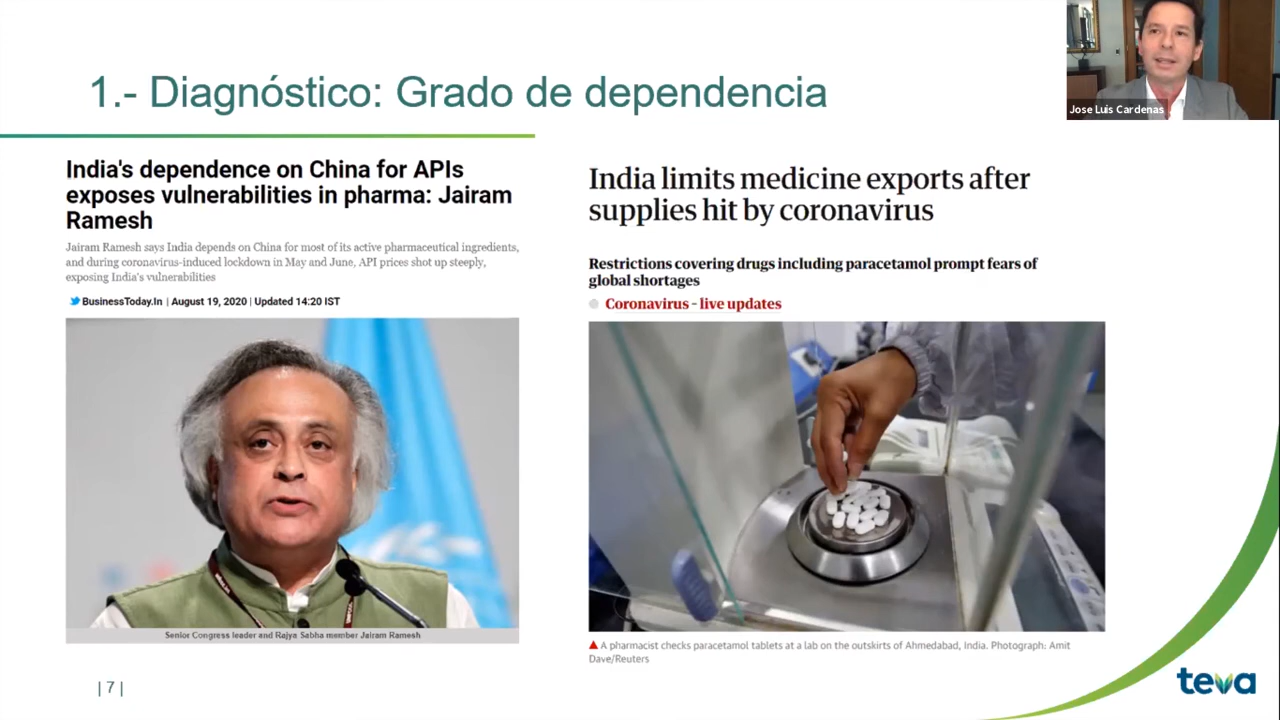 1.- Diagnóstico: Grado de dependencia
Jose Luis Cardenas
India's dependence on China for APIs
exposes vulnerabilities in pharma: Jairam
Ramesh
Jairam Ramesh says India depends on China for most of its active pharmaceutical ingredients,
and during coronavirus-induced lockdown in May and June, API prices shot up steeply,
exposing India's vulnerabilities
BusinessToday.In | August 19, 2020 | Updated 14:20 IST
Senior Congress leader and Rajya Sabha member Jairam Ramesh
India limits medicine exports after
supplies hit by coronavirus
Restrictions covering drugs including paracetamol prompt fears of
global shortages
Coronavirus – live updates
A pharmacist checks paracetamol tablets at a lab on the outskirts of Ahmedabad, India. Photograph: Amit
Dave/Reuters
| 7 |
teva